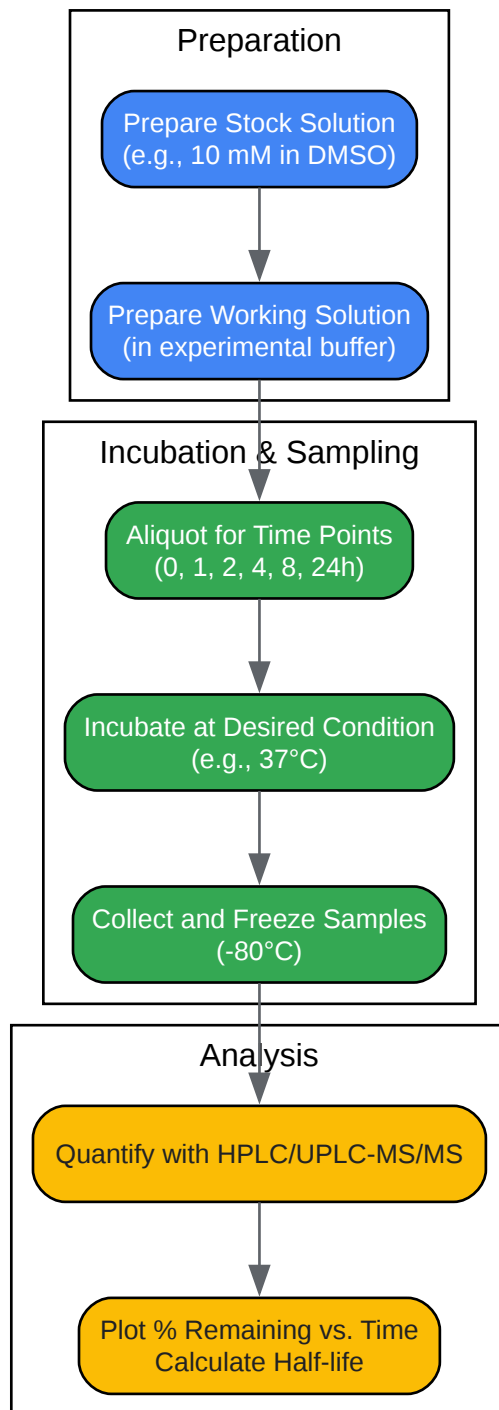 Preparation
Prepare Stock Solution
(e.g., 10 mM in DMSO)
Prepare Working Solution
(in experimental buffer)
Incubation & Sampling
Aliquot for Time Points
(0, 1, 2, 4, 8, 24h)
Incubate at Desired Condition
(e.g., 37°C)
Collect and Freeze Samples
(-80°C)
Analysis
Quantify with HPLC/UPLC-MS/MS
Plot % Remaining vs. Time
Calculate Half-life